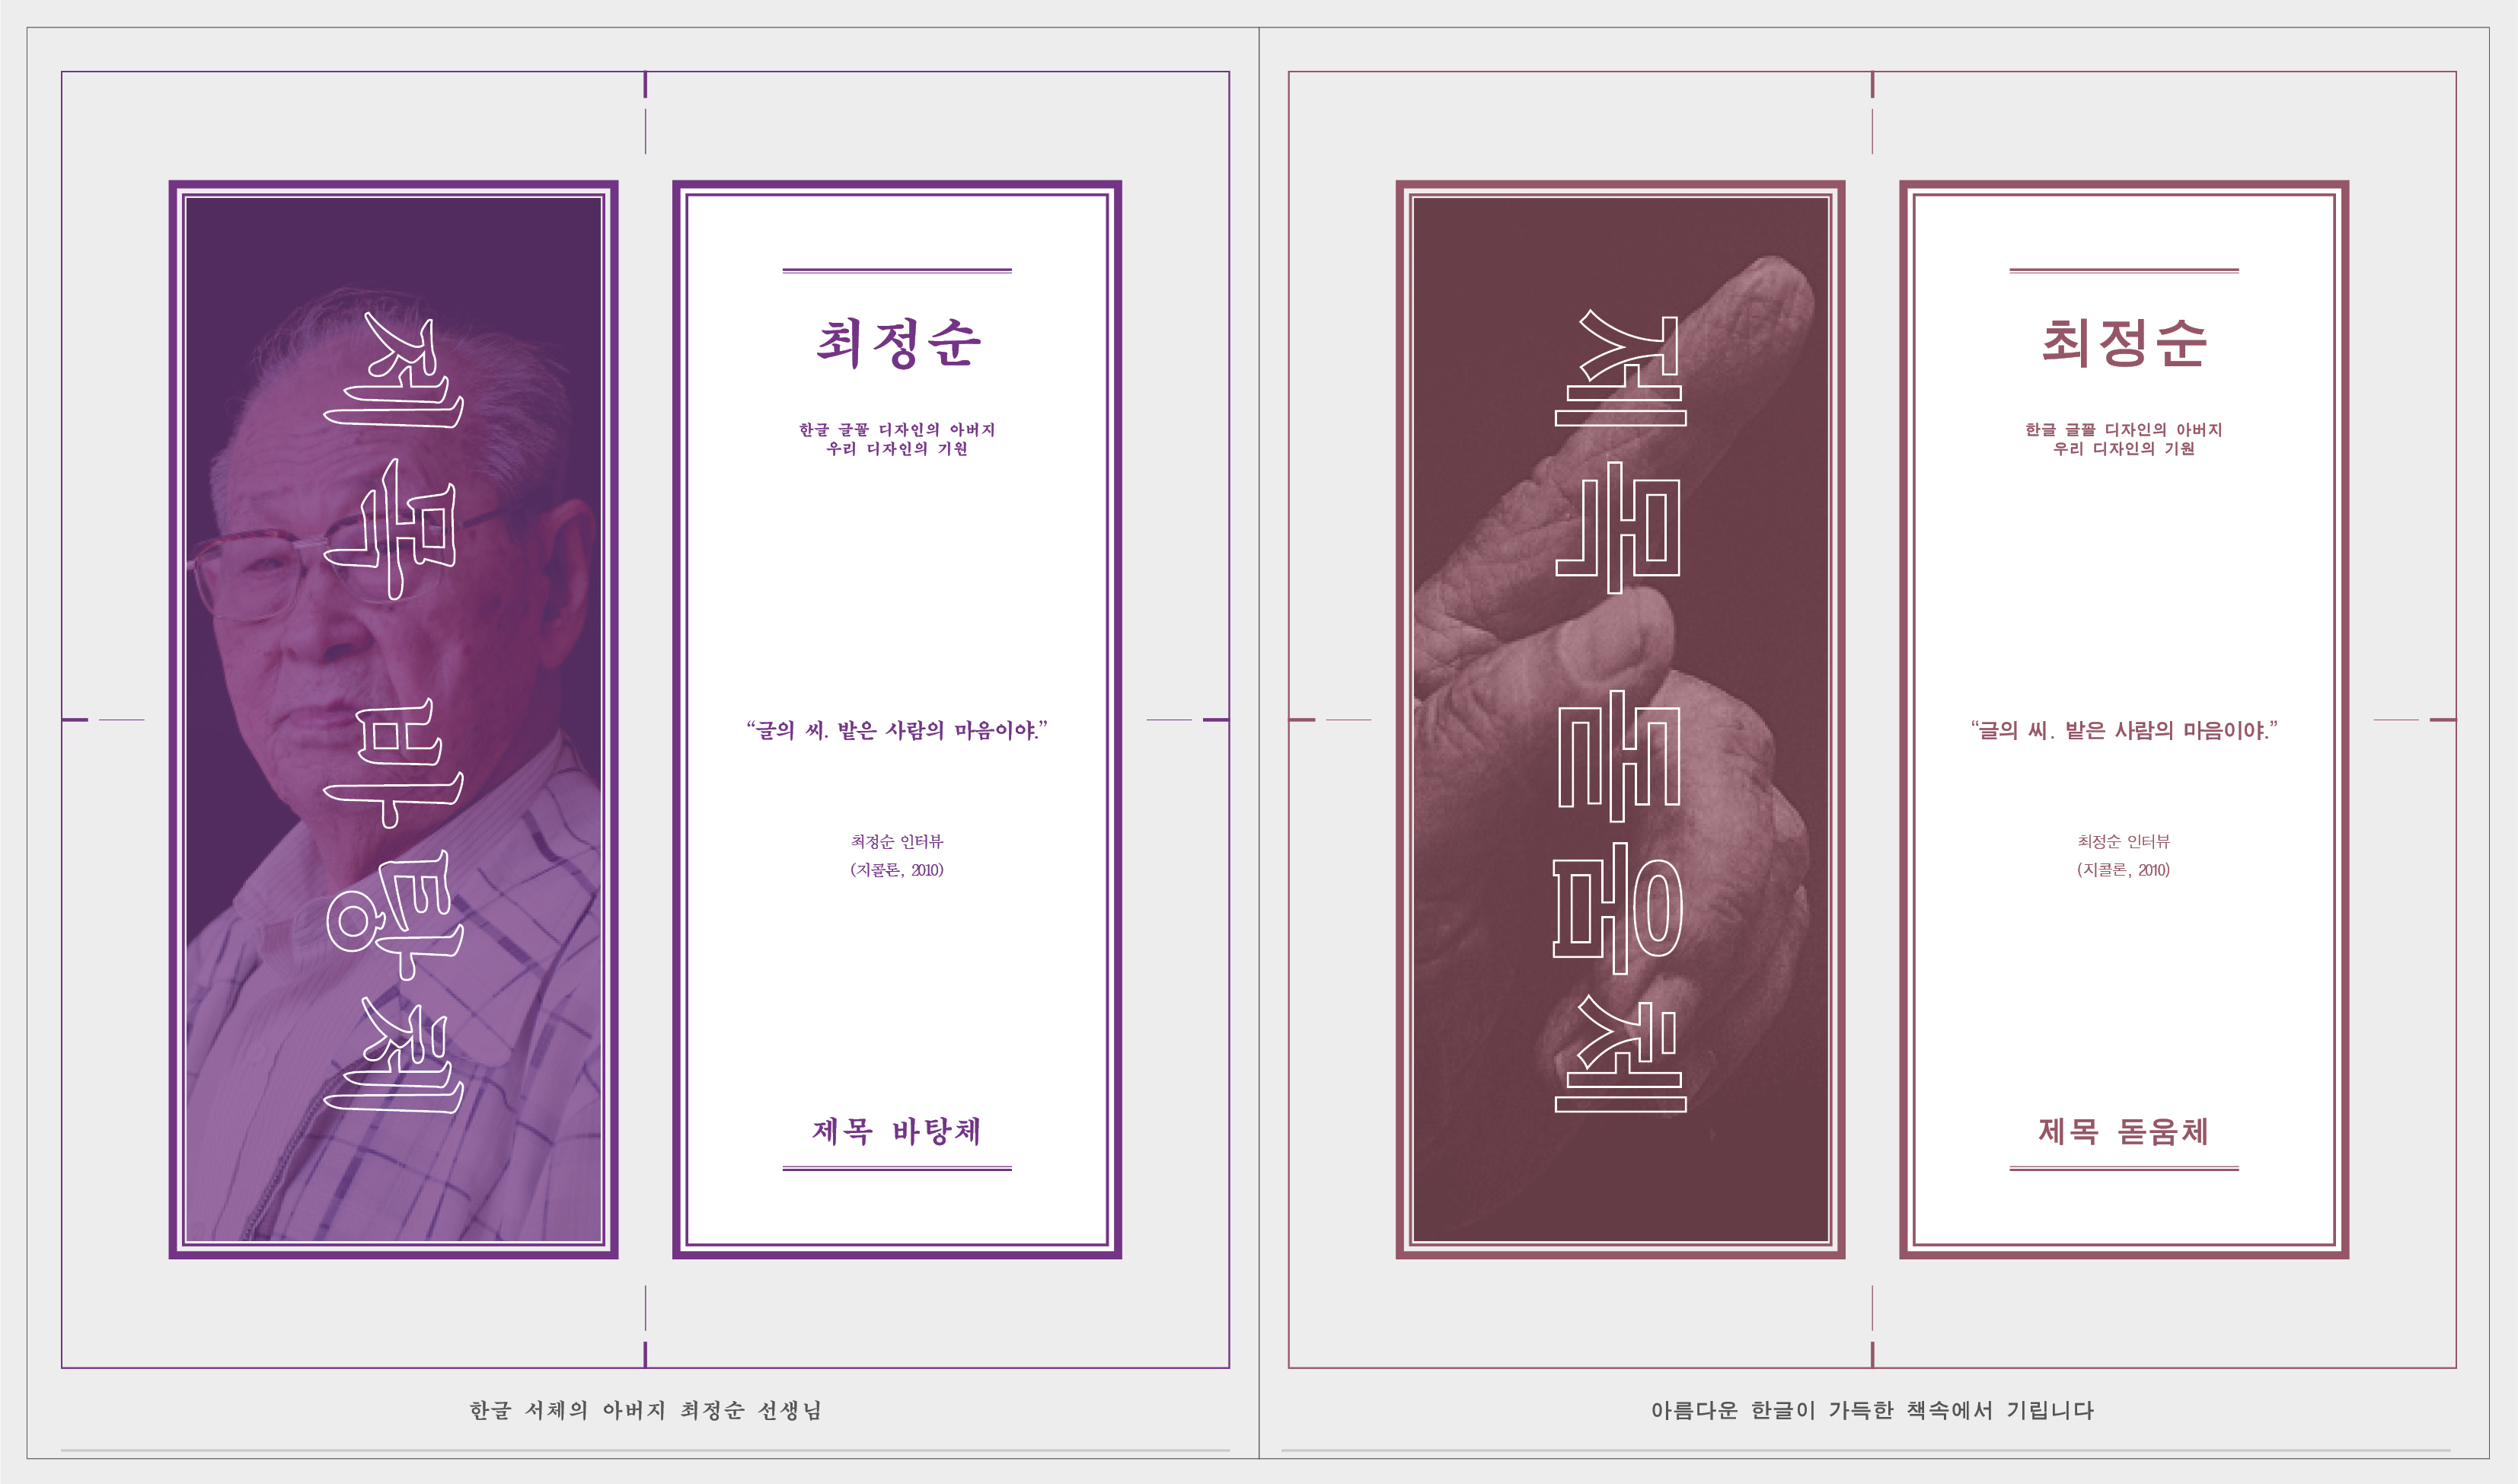 제목 바탕체
최정순
한글 글꼴 디자인의 아버지
우리 디자인의 기원
“글의 씨. 밭은 사람의 마음이야.”
최정순 인터뷰
(지콜론, 2010)
제목 바탕체
한글 서체의 아버지 최정순 선생님
제목 돋움체
최정순
한글 글꼴 디자인의 아버지
우리 디자인의 기원
“글의 씨. 밭은 사람의 마음이야.”
최정순 인터뷰
(지콜론, 2010)
제목 돋움체
아름다운 한글이 가득한 책속에서 기립니다